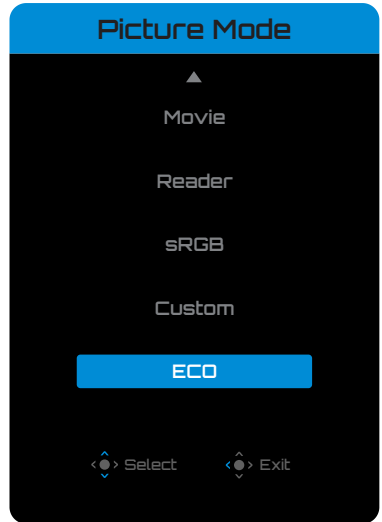 Picture Mode
Movie
Reader
sRGB
Custom
ECO
Select Exit